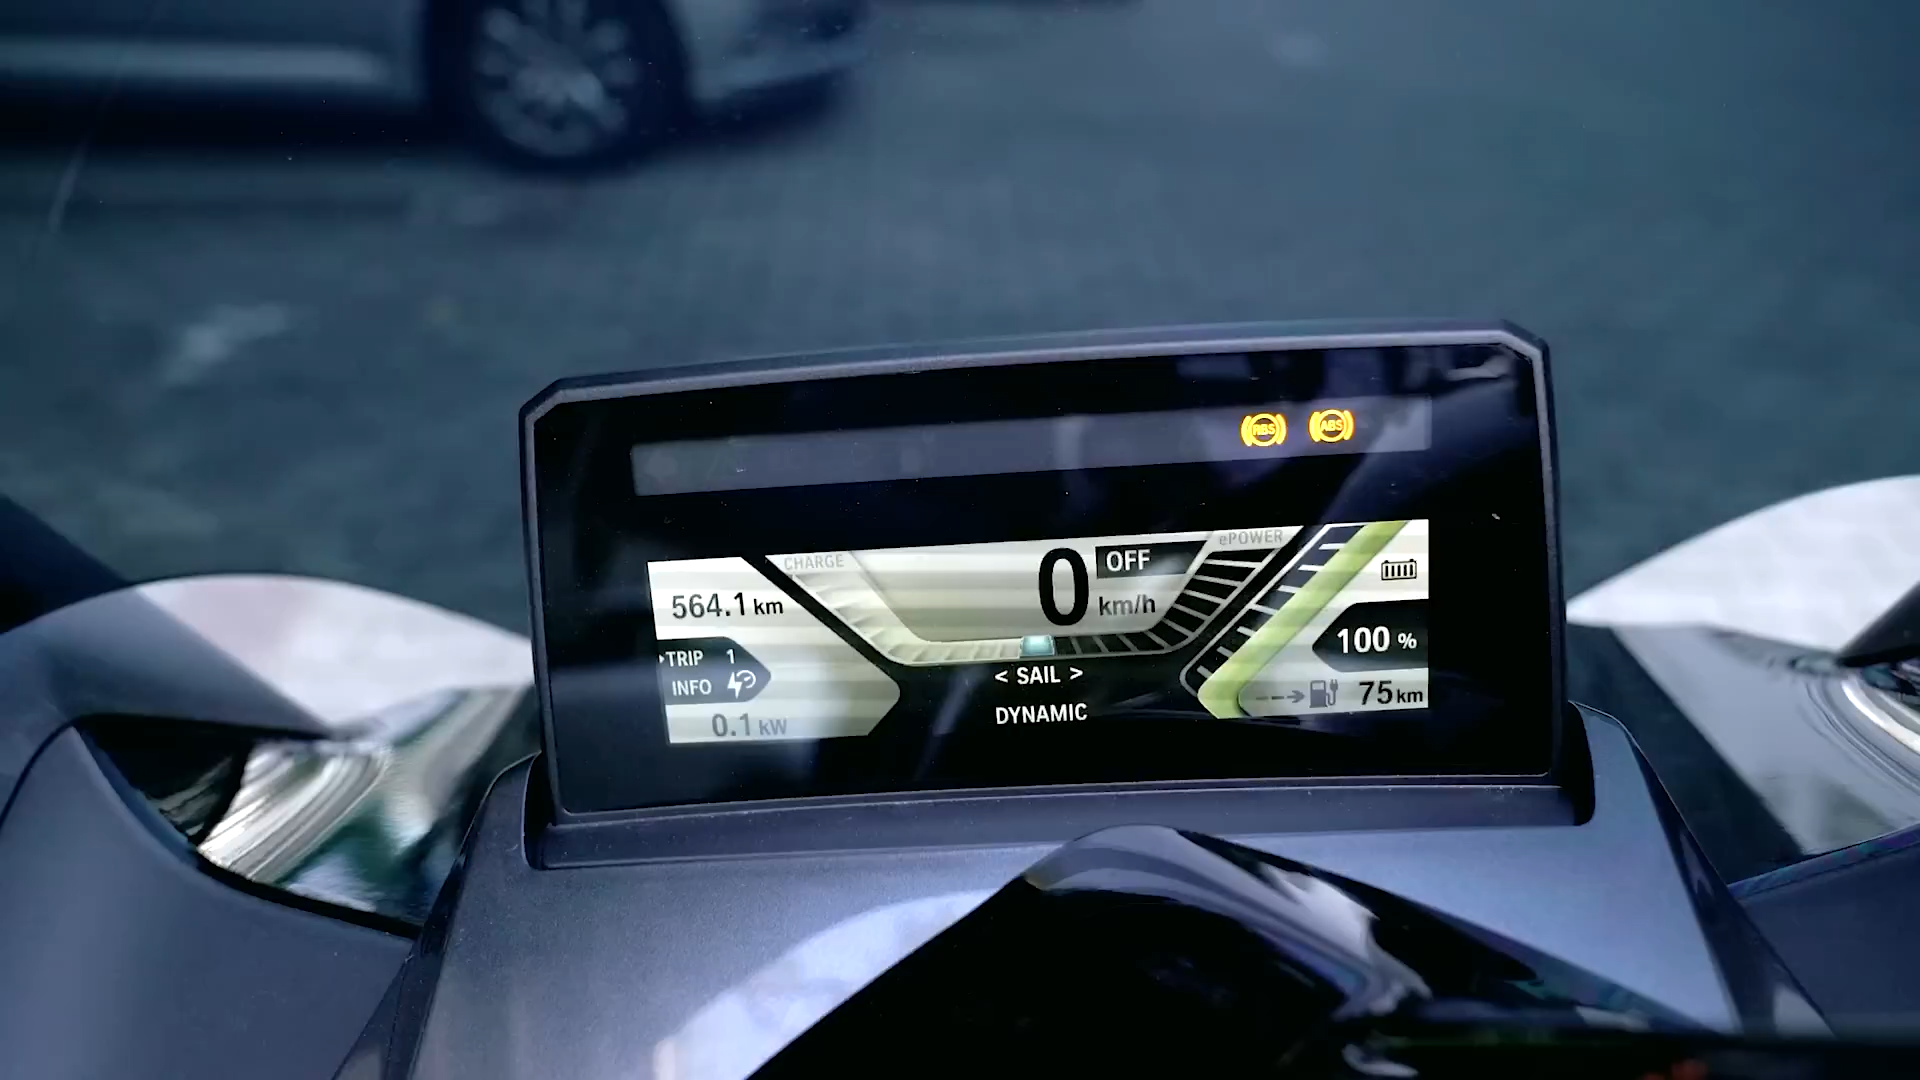 ABS ABS
CHARGE
ePOWER
0 OFF
km/h
564.1 km
TRIP 1
INFO
0.1 kW
< SAIL >
DYNAMIC
100 %
75 km